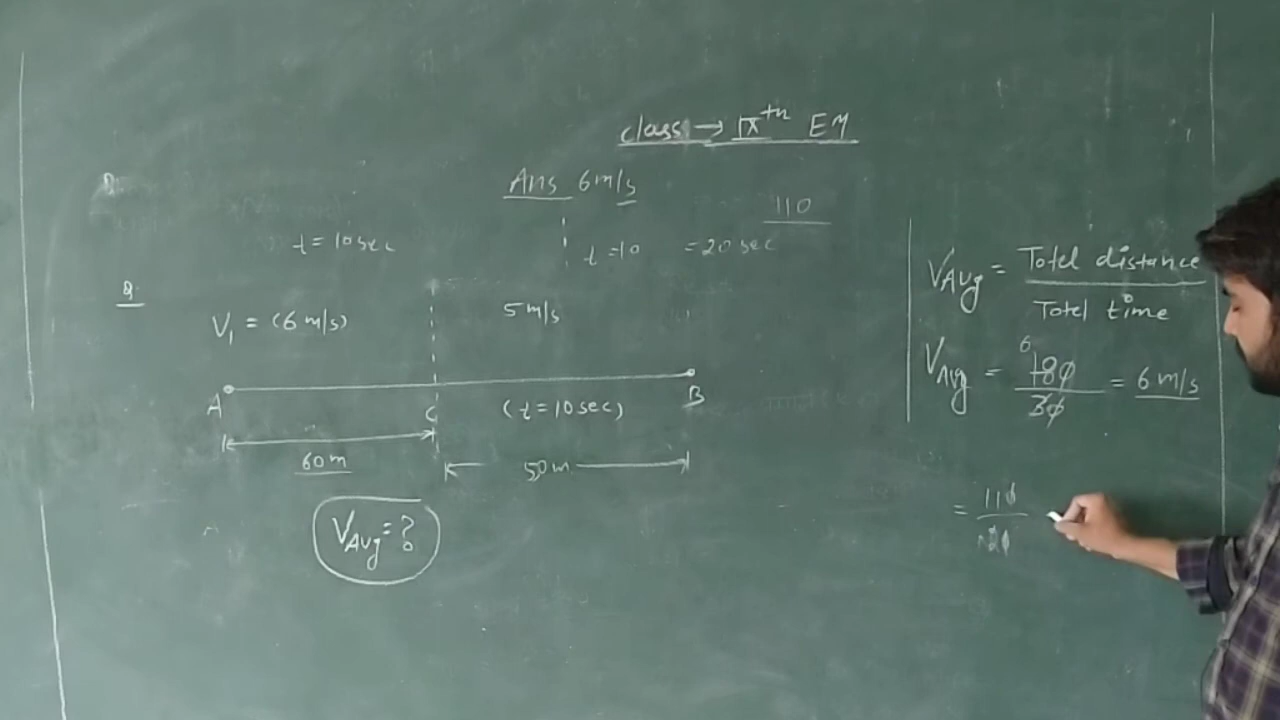 class → IXth EM
Ans 6m/s
110
t = 10 sec
t = 10 = 20 sec
Q.
V1 = (6 m/s)
5 m/s
A
C
(t = 10 sec)
B
60 m
50 m
VAvg = ?
VAvg = Totel distance
Totel time
VAvg = 180 6
30
= 6 m/s
= 110
20